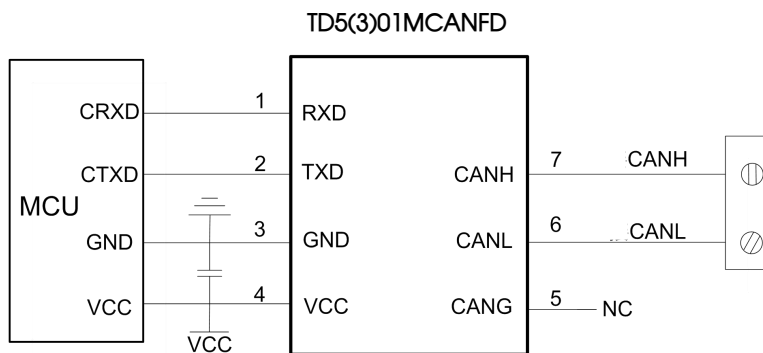 TD5(3)01MCANFD
CRXD 1 RXD
CTXD 2 TXD CANH 7 CANH
MCU
GND 3 GND CANL 6 CANL
VCC 4 VCC CANG 5 NC
VCC